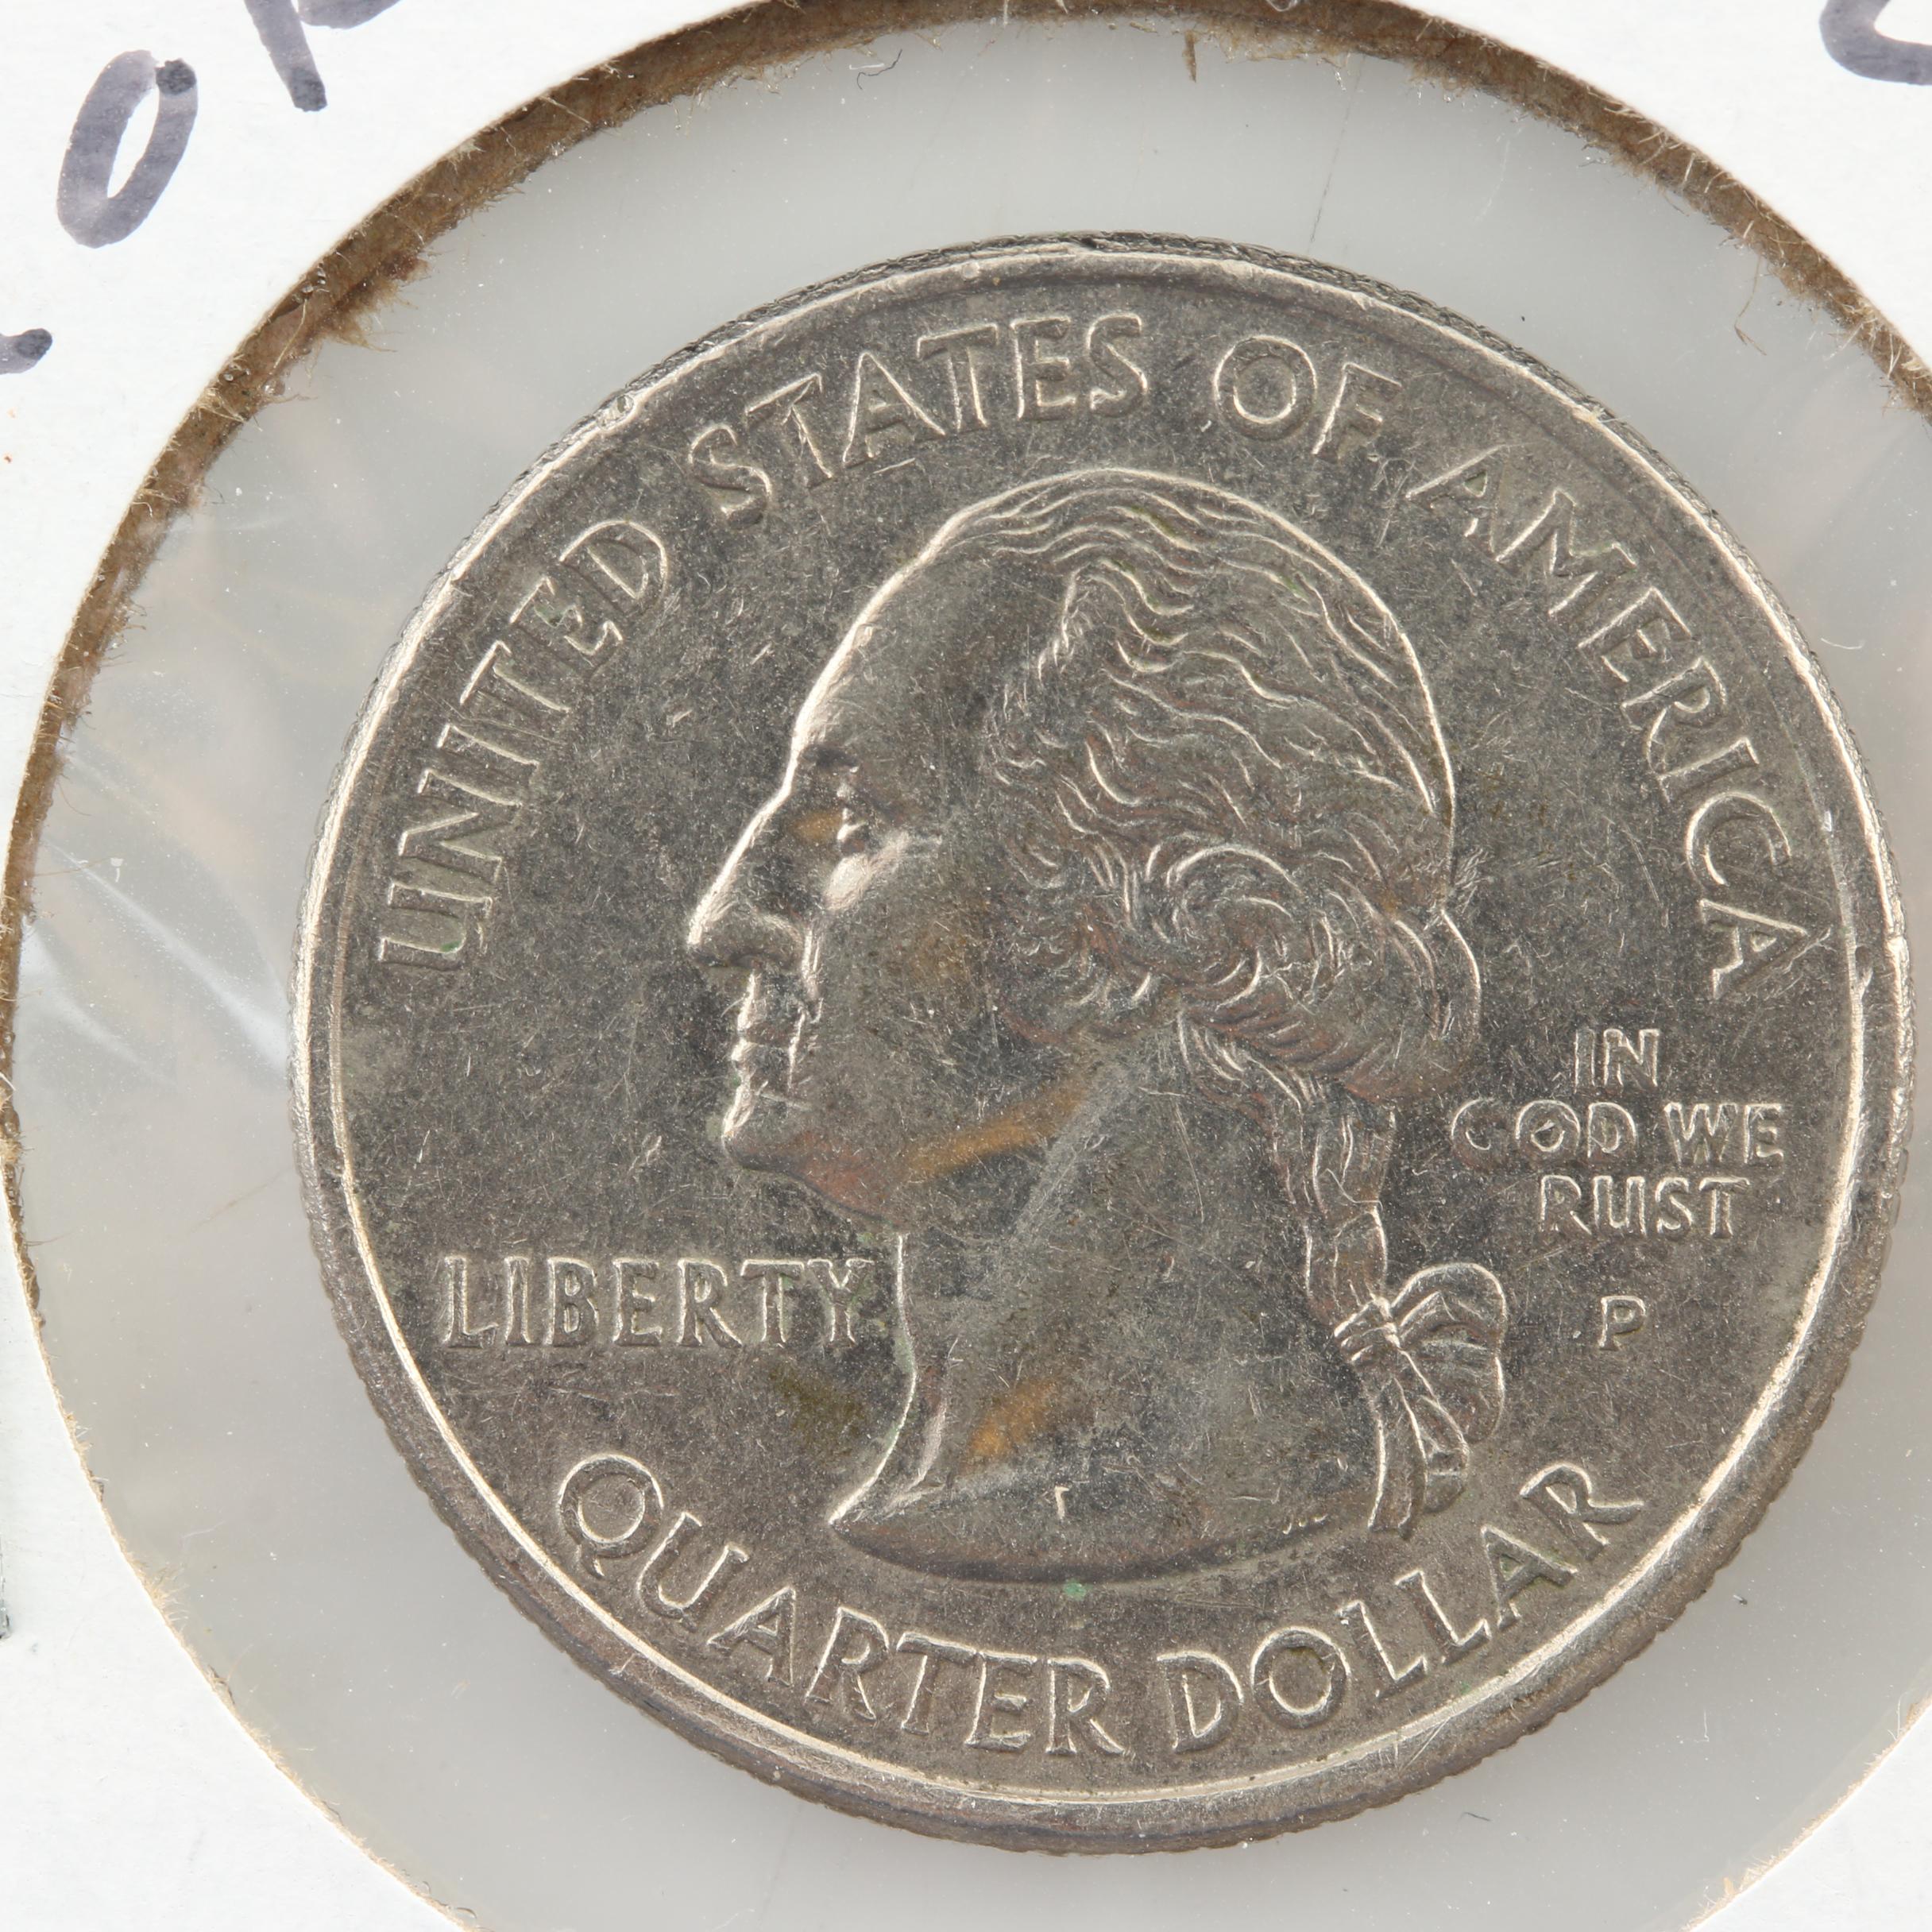 UNITED STATES OF AMERICA
LIBERTY
IN
GOD WE
RUST
P
QUARTER DOLLAR